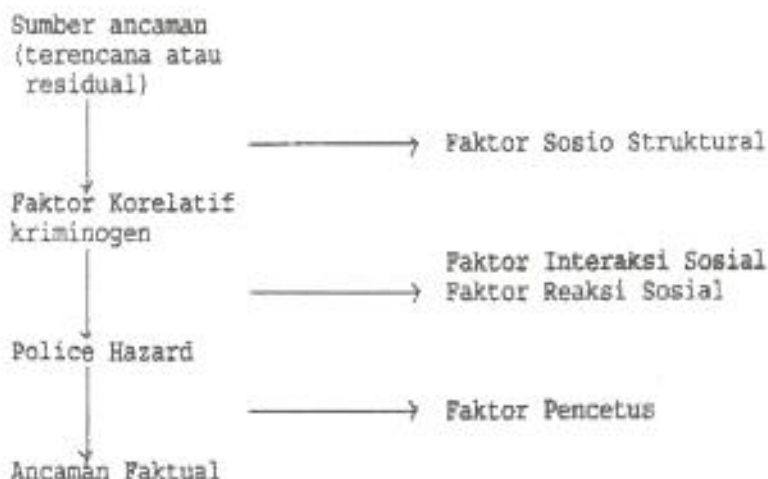 Sumber ancaman
(terencana atau
residual)
Faktor Sosio Struktural
Faktor Korelatif
kriminogen
Faktor Interaksi Sosial
Faktor Reaksi Sosial
Police Hazard
Faktor Pencetus
Ancaman Faktual